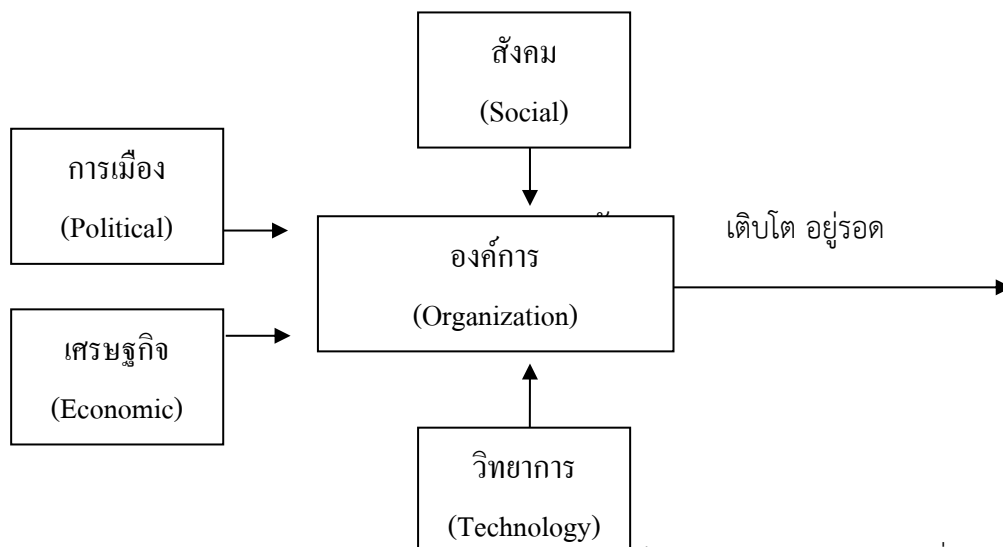 สังคม
(Social)
การเมือง
(Political)
องค์การ
(Organization)
เติบโต อยู่รอด
เศรษฐกิจ
(Economic)
วิทยาการ
(Technology)